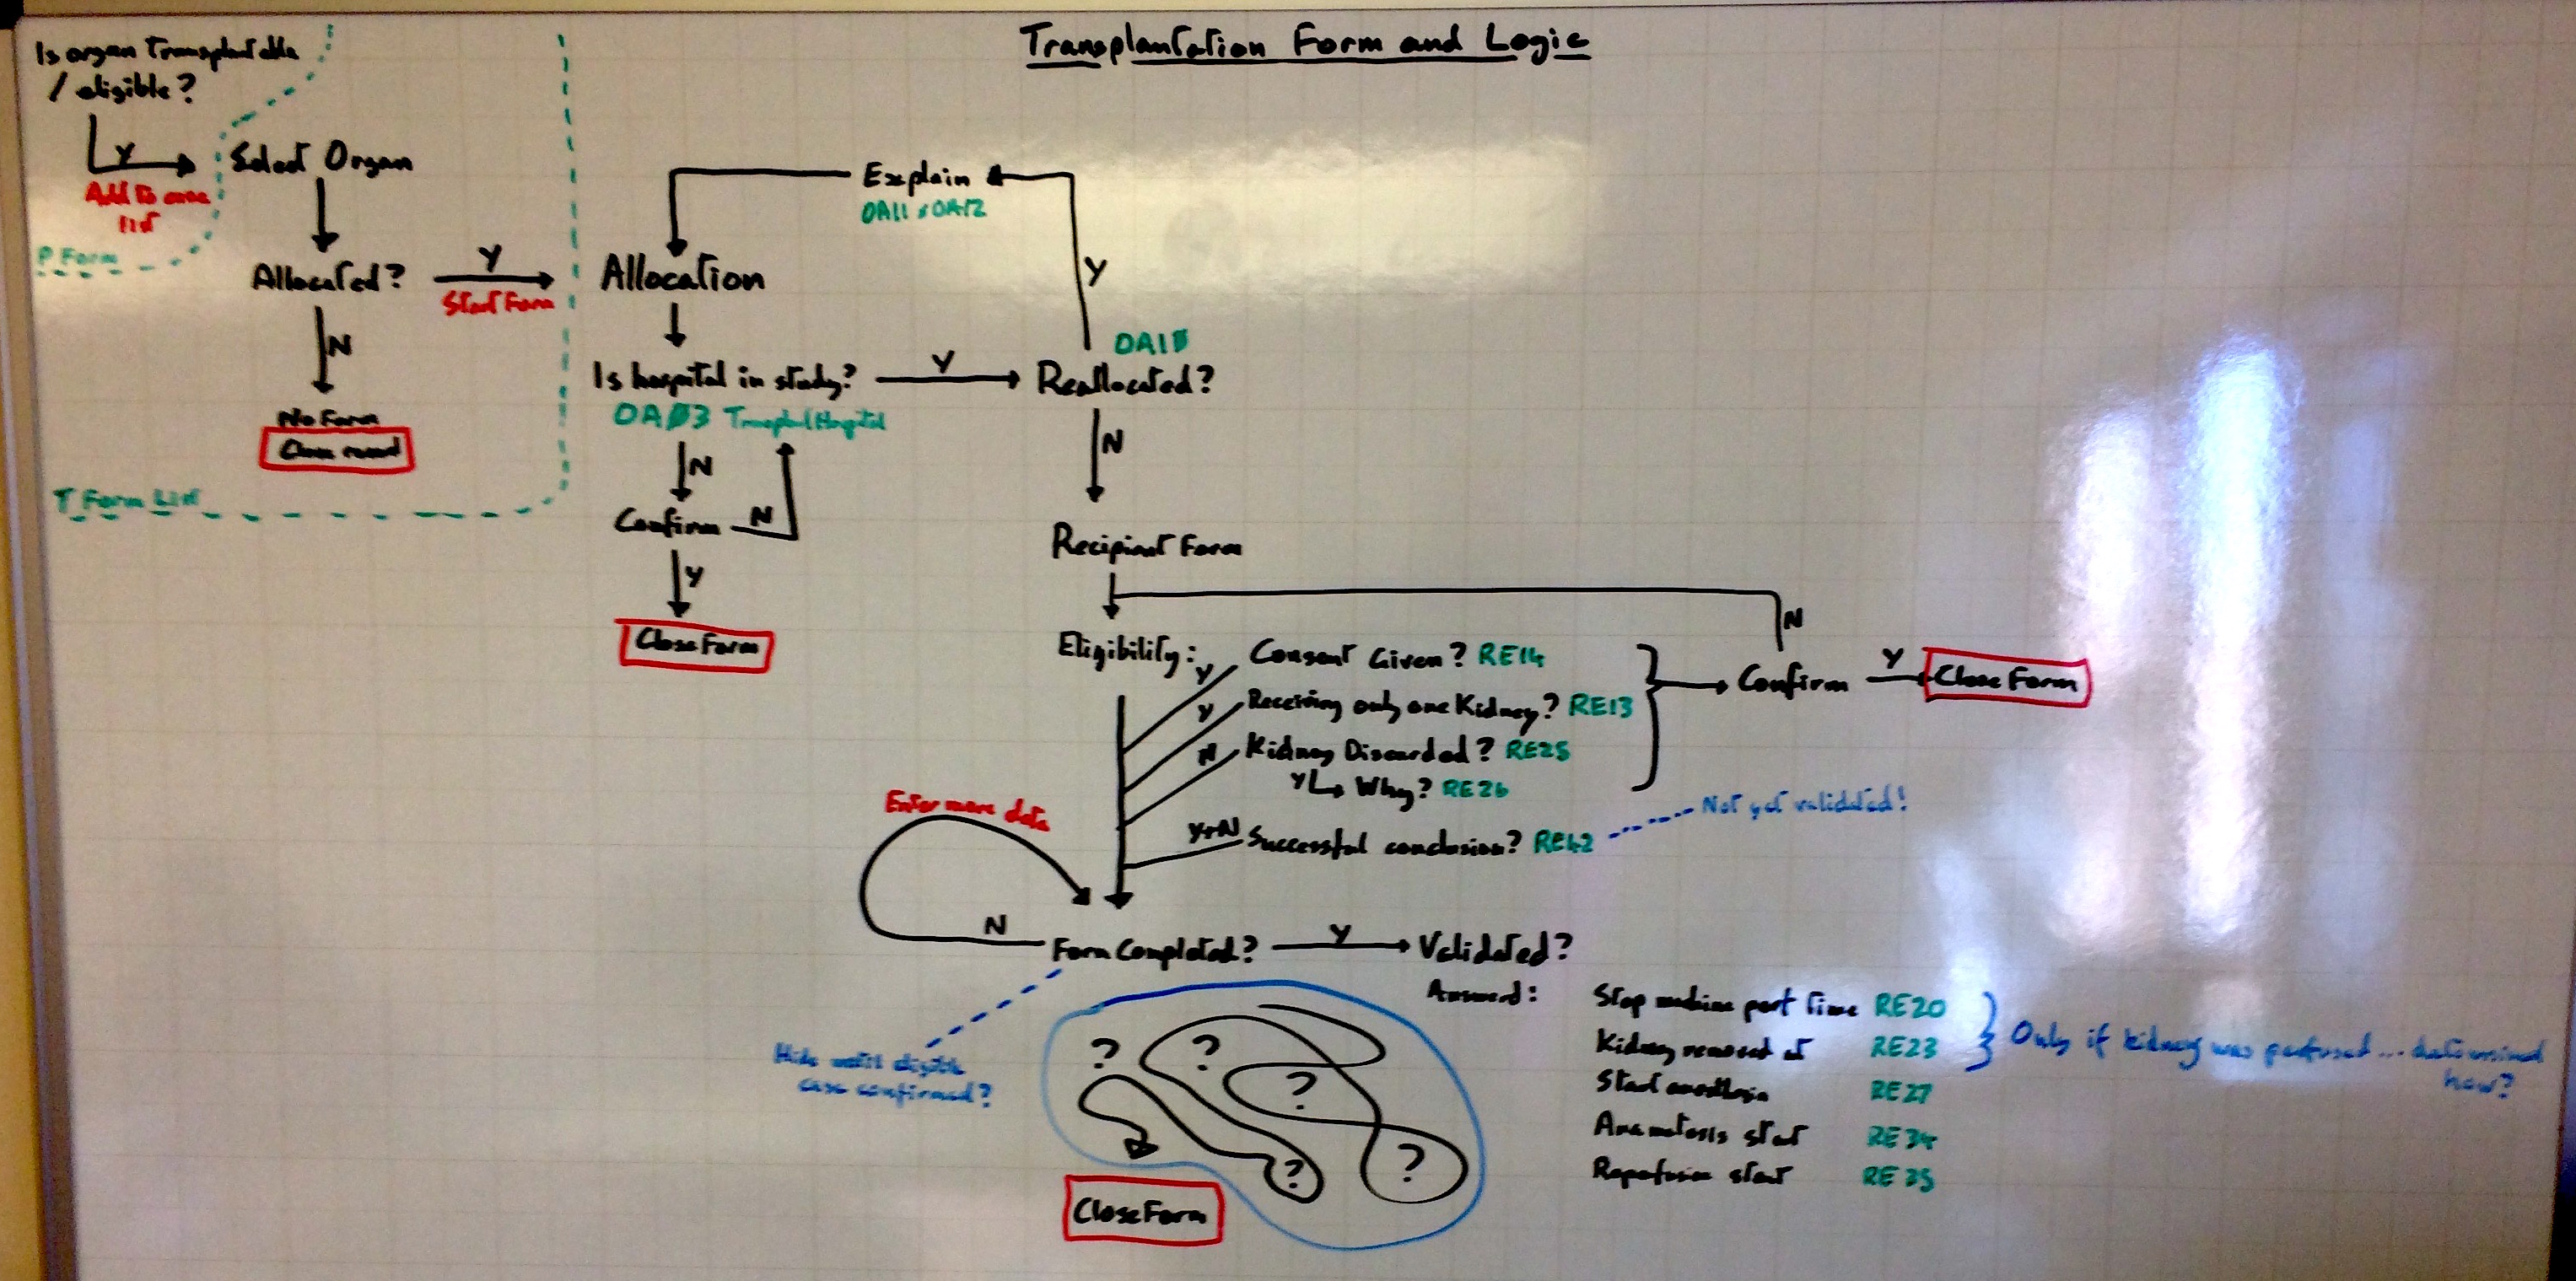 Transplantation Form and Logic
Is organ Transplantable
/ eligible?
Y
Add to one
list
P Form
Select Organ
Allocated?
Y
Start Form
N
No Form
Close record
T Form List
Explain
OA11 & OA12
Allocation
Y
OA10
Is hospital in study?
Y
Reallocated?
OA03 Transplant Hospital
N
N
Confirm
N
Y
Close Form
Recipient Form
N
Eligibility:
Y
Consent Given? RE14
Confirm
Y
Close Form
Y
Receiving only one Kidney? RE13
N
Kidney Discarded? RE25
Y
Why? RE26
Not yet validated!
Enter more data
Y or N
Successful conclusion? RE42
N
Form Completed?
Y
Validated?
Answered:
Stop machine perf time RE20
Kidney removed at RE23
Only if kidney was perfused... determined
how?
Start anesthesia RE27
Anastomosis start RE34
Reperfusion start RE35
Hide until eligible
case confirmed?
?
?
?
?
?
Close Form